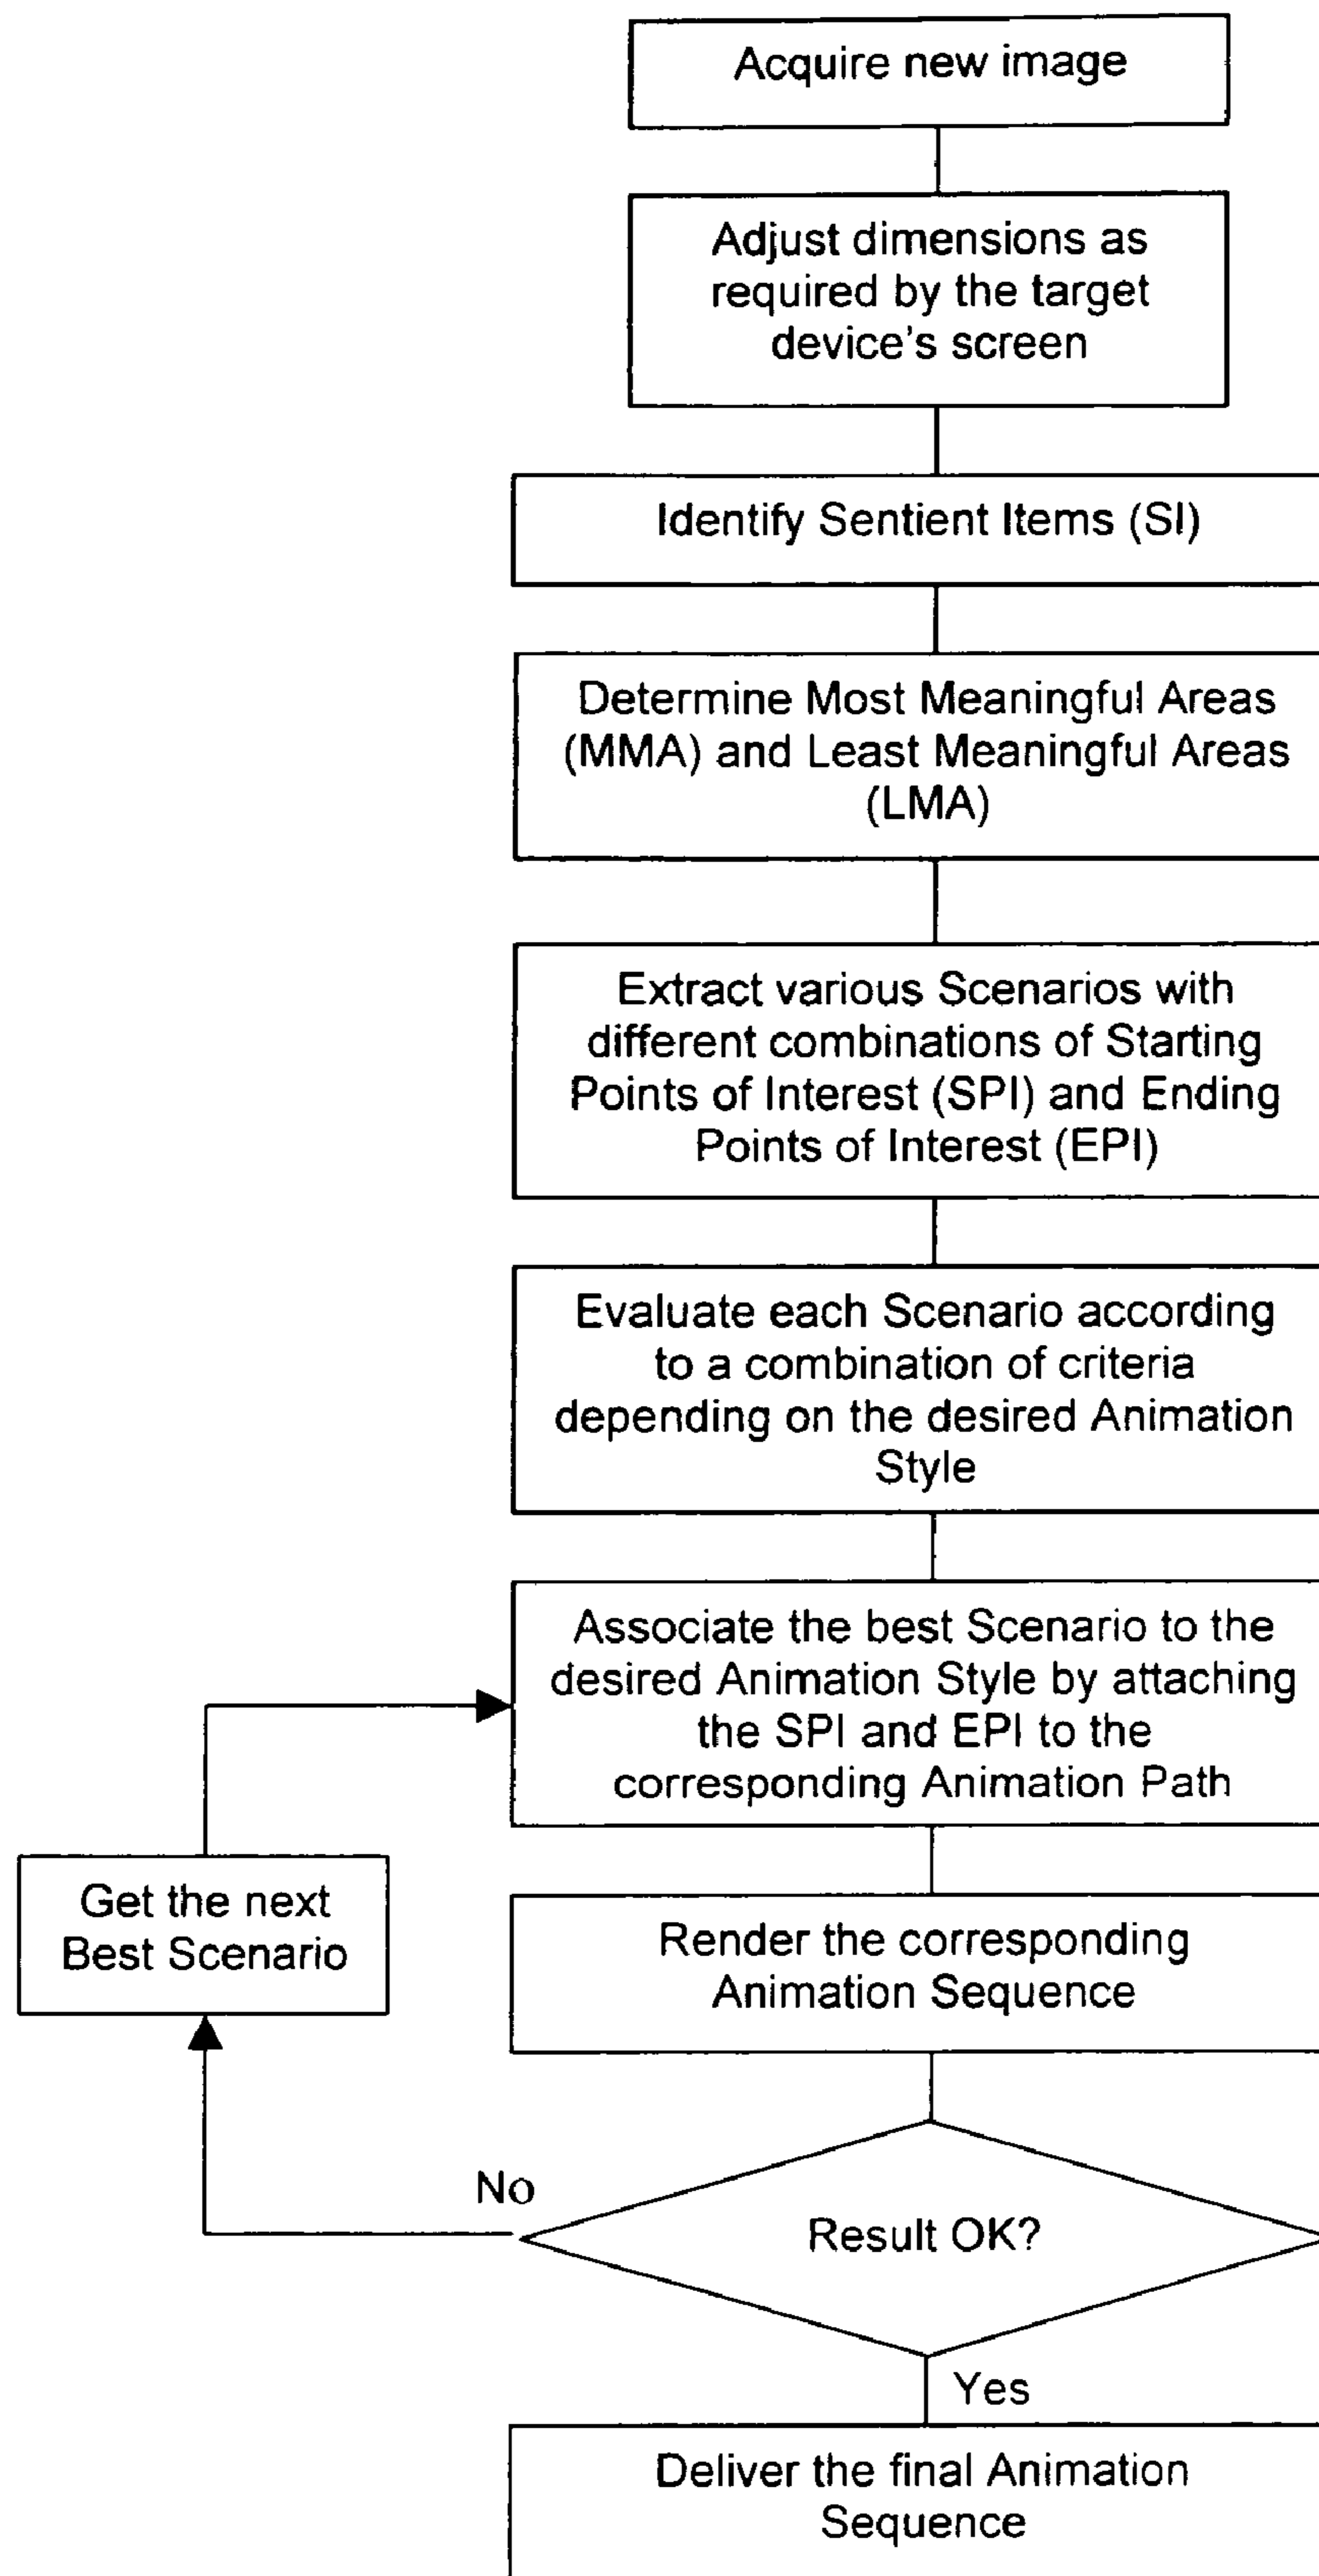 Acquire new image
Adjust dimensions as
required by the target
device's screen
Identify Sentient Items (SI)
Determine Most Meaningful Areas
(MMA) and Least Meaningful Areas
(LMA)
Extract various Scenarios with
different combinations of Starting
Points of Interest (SPI) and Ending
Points of Interest (EPI)
Evaluate each Scenario according
to a combination of criteria
depending on the desired Animation
Style
Associate the best Scenario to the
desired Animation Style by attaching
the SPI and EPI to the
corresponding Animation Path
Get the next
Best Scenario
Render the corresponding
Animation Sequence
No
Result OK?
Yes
Deliver the final Animation
Sequence